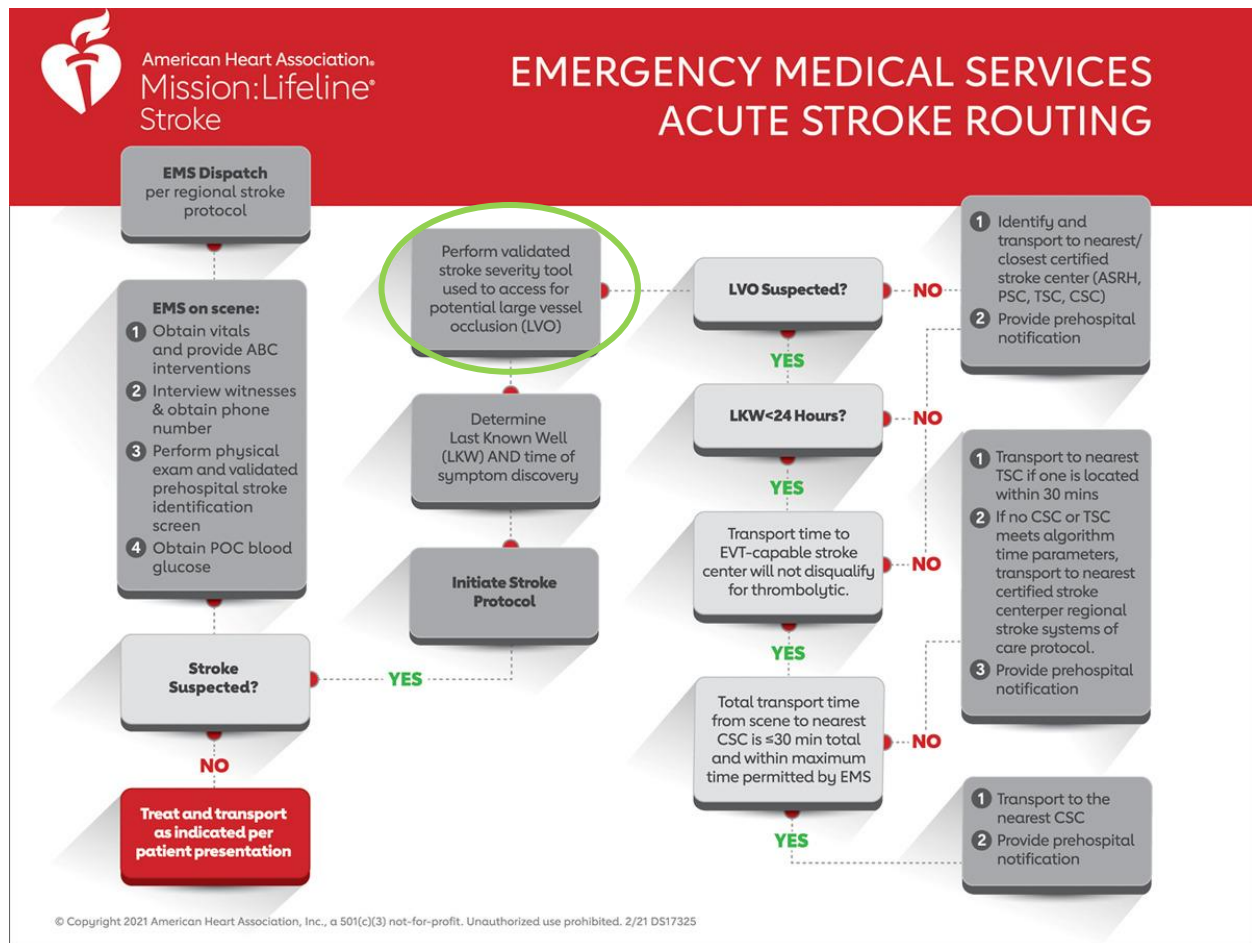 American Heart Association®
Mission:Lifeline®
Stroke
EMERGENCY MEDICAL SERVICES
ACUTE STROKE ROUTING
EMS Dispatch
per regional stroke
protocol
EMS on scene:
1 Obtain vitals
and provide ABC
interventions
2 Interview witnesses
& obtain phone
number
3 Perform physical
exam and validated
prehospital stroke
identification
screen
4 Obtain POC blood
glucose
Stroke
Suspected?
NO
Treat and transport
as indicated per
patient presentation
YES
Initiate Stroke
Protocol
Determine
Last Known Well
(LKW) AND time of
symptom discovery
Perform validated
stroke severity tool
used to access for
potential large vessel
occlusion (LVO)
LVO Suspected?
NO
1 Identify and
transport to nearest/
closest certified
stroke center (ASRH,
PSC, TSC, CSC)
2 Provide prehospital
notification
YES
LKW<24 Hours?
NO
YES
Transport time to
EVT-capable stroke
center will not disqualify
for thrombolytic.
NO
YES
Total transport time
from scene to nearest
CSC is ≤30 min total
and within maximum
time permitted by EMS
NO
1 Transport to nearest
TSC if one is located
within 30 mins
2 If no CSC or TSC
meets algorithm
time parameters,
transport to nearest
certified stroke
centerper regional
stroke systems of
care protocol.
3 Provide prehospital
notification
YES
1 Transport to the
nearest CSC
2 Provide prehospital
notification
© Copyright 2021 American Heart Association, Inc., a 501(c)(3) not-for-profit. Unauthorized use prohibited. 2/21 DS17325